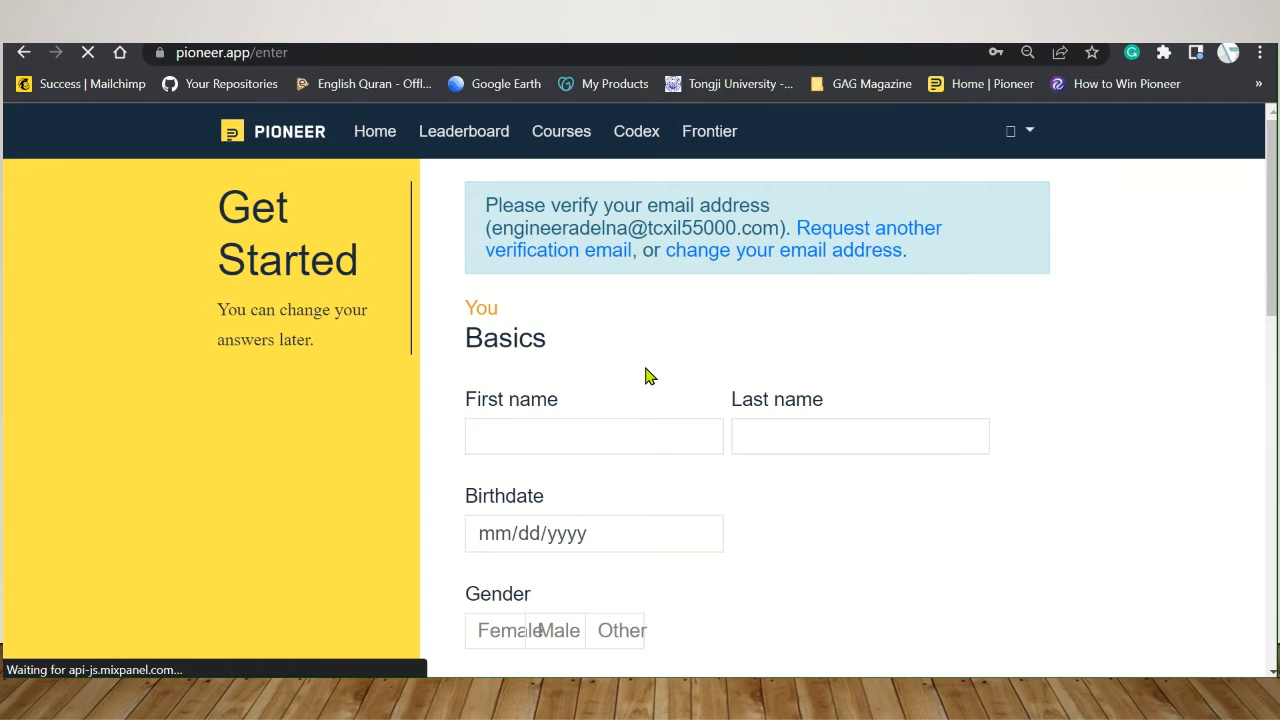 pioneer.app/enter
Success | Mailchimp Your Repositories English Quran - Offl... Google Earth My Products Tongji University -... GAG Magazine Home | Pioneer How to Win Pioneer »
PIONEER Home Leaderboard Courses Codex Frontier
Get
Started
You can change your
answers later.
Please verify your email address
(engineeradelna@tcxil55000.com). Request another
verification email, or change your email address.
You
Basics
First name Last name
Birthdate
mm/dd/yyyy
Gender
Female Male Other
Waiting for api-js.mixpanel.com...